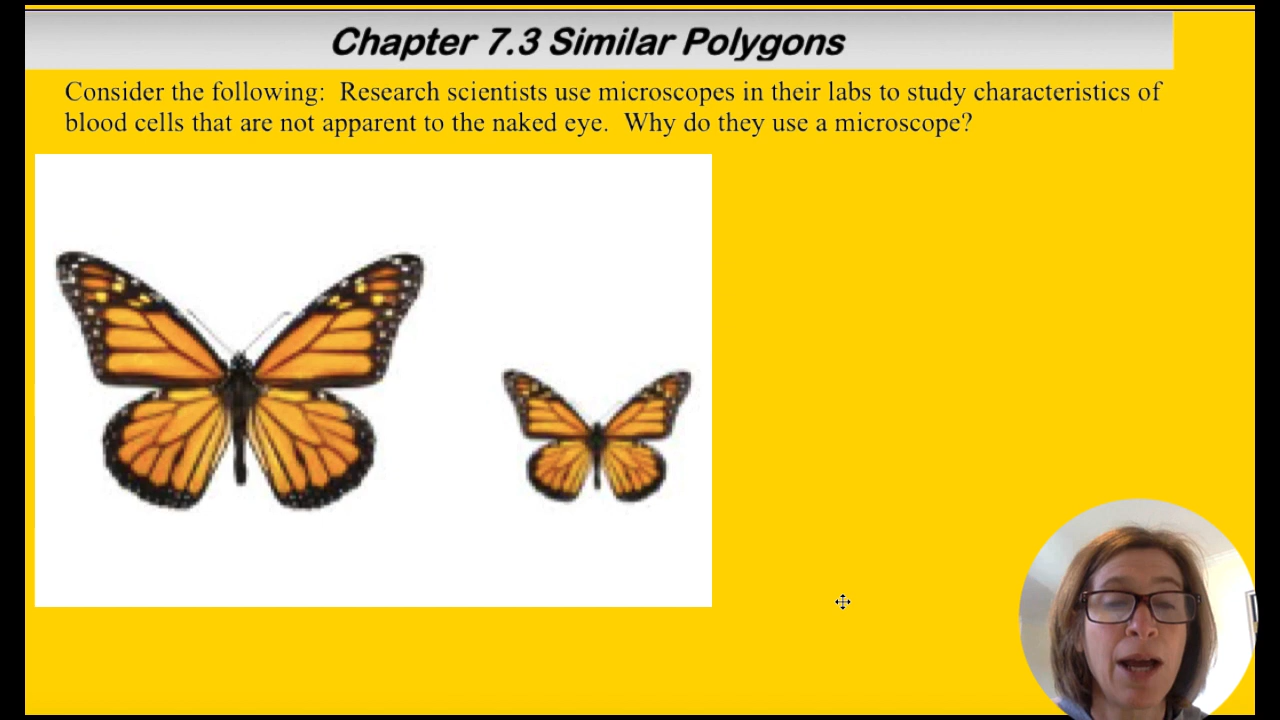 Chapter 7.3 Similar Polygons
Consider the following:  Research scientists use microscopes in their labs to study characteristics of
blood cells that are not apparent to the naked eye.  Why do they use a microscope?